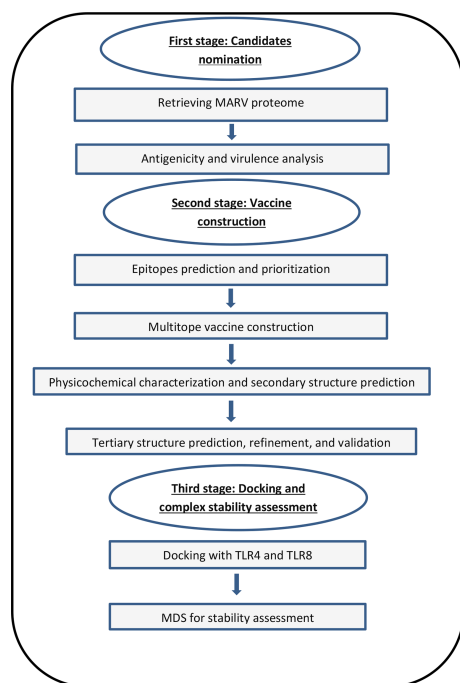 First stage: Candidates
nomination
Retrieving MARV proteome
Antigenicity and virulence analysis
Second stage: Vaccine
construction
Epitopes prediction and prioritization
Multitope vaccine construction
Physicochemical characterization and secondary structure prediction
Tertiary structure prediction, refinement, and validation
Third stage: Docking and
complex stability assessment
Docking with TLR4 and TLR8
MDS for stability assessment